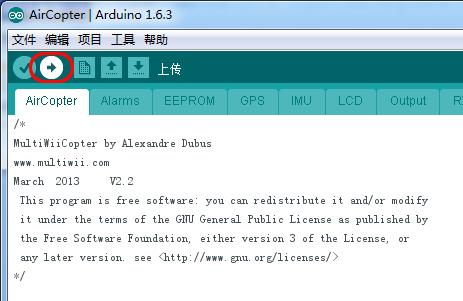 AirCopter | Arduino 1.6.3
文件 编辑 项目 工具 帮助
上传
AirCopter Alarms EEPROM GPS IMU LCD Output R
/*
MultiWiiCopter by Alexandre Dubus
www.multiwii.com
March 2013 V2.2
This program is free software: you can redistribute it and/or modify
it under the terms of the GNU General Public License as published by
the Free Software Foundation, either version 3 of the License, or
any later version. see <http://www.gnu.org/licenses/>
*/